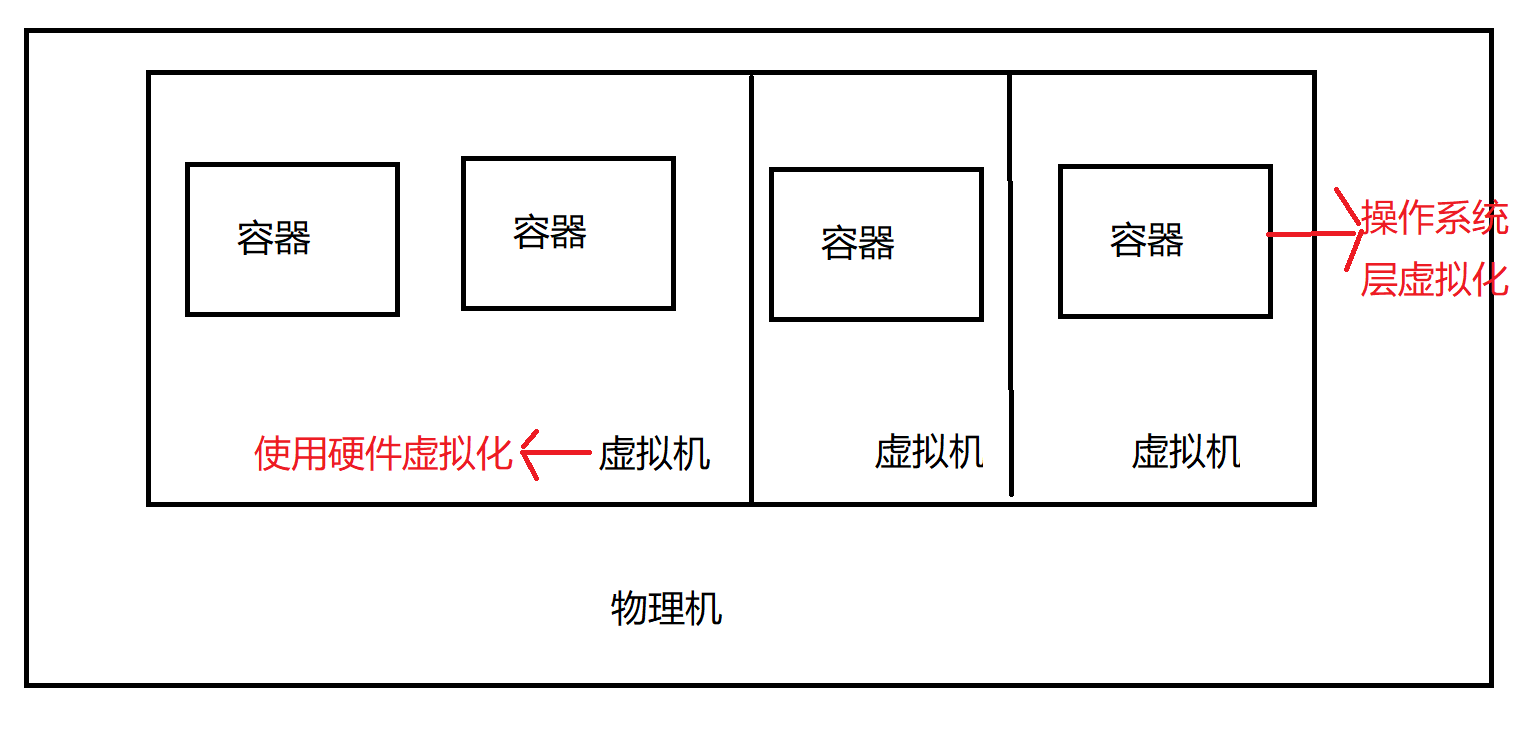 容器
容器
容器
容器
操作系统
层虚拟化
使用硬件虚拟化
虚拟机
虚拟机
虚拟机
物理机